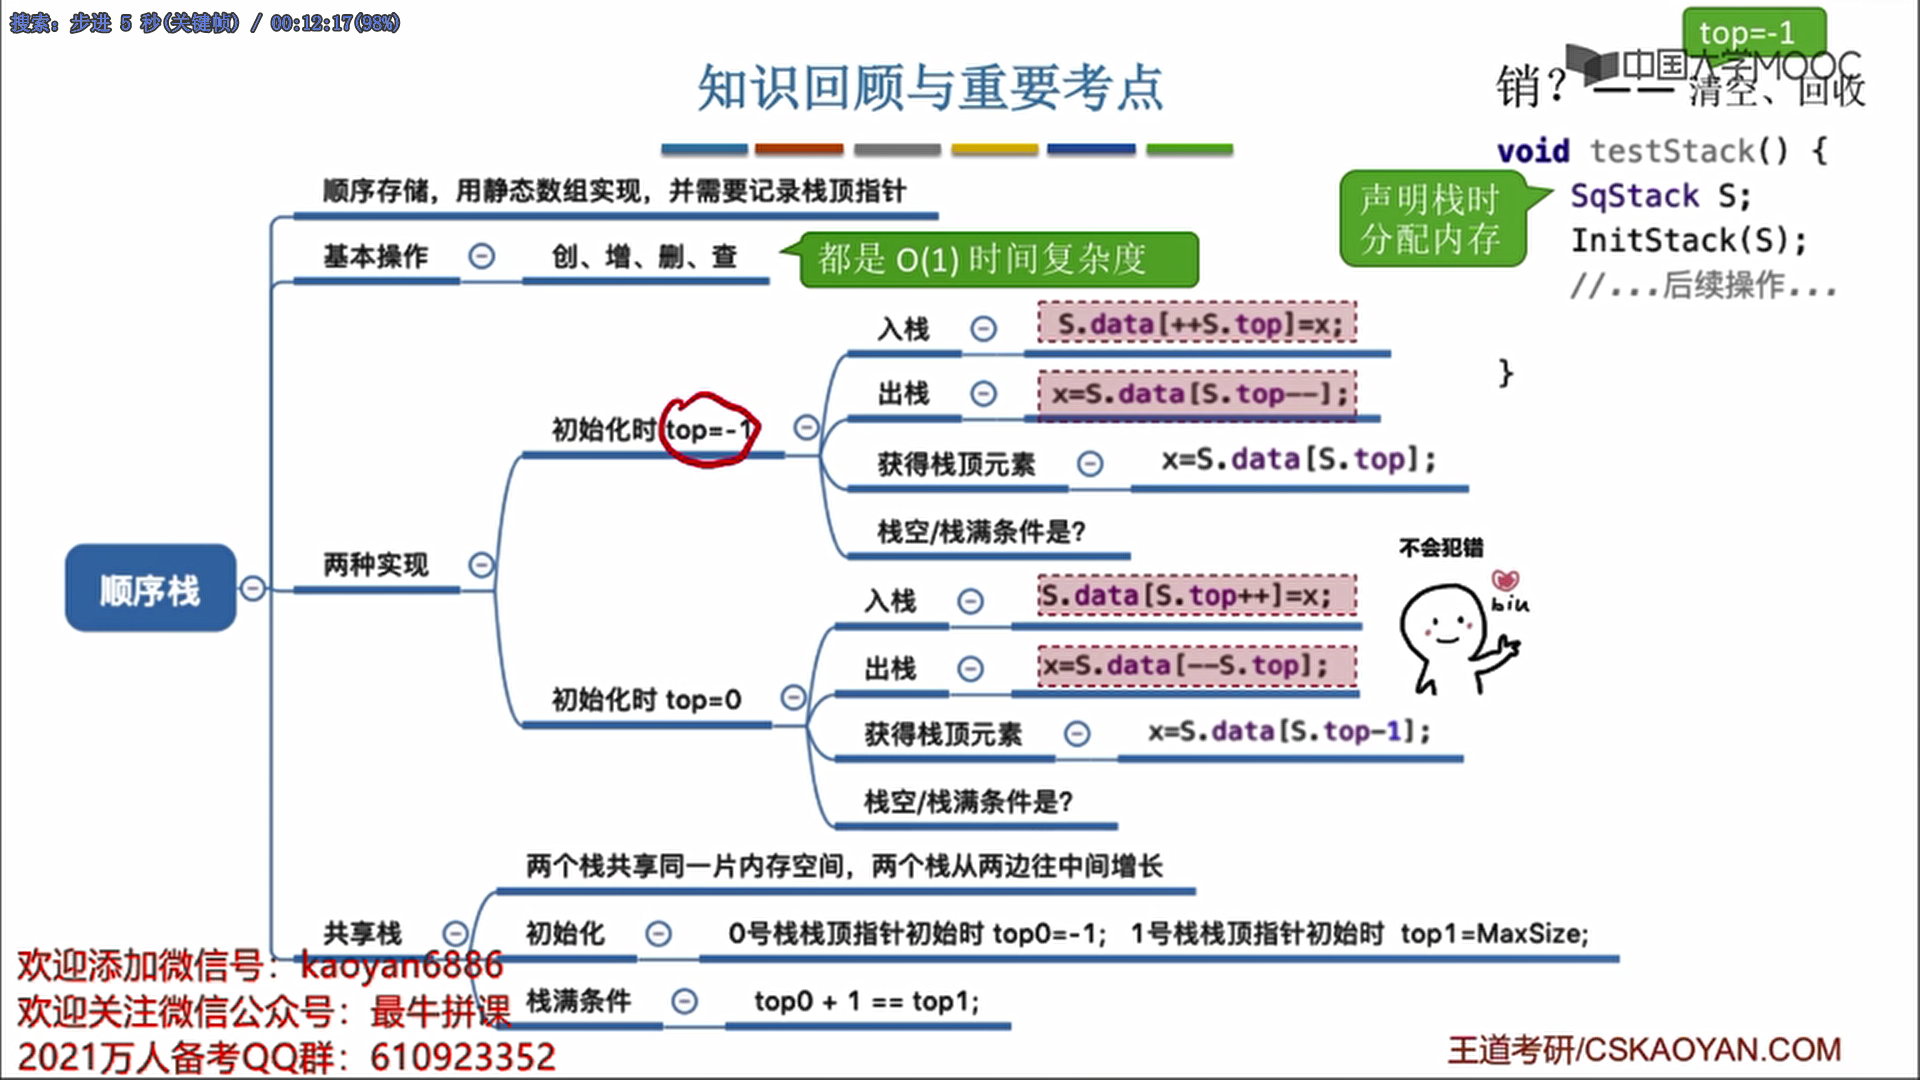 搜索: 步进 5 秒(关键帧) / 00:12:17(98%)
top=-1
中国大学MOOC
知识回顾与重要考点
销？——清空、回收
void testStack() {
声明栈时
分配内存
SqStack S;
InitStack(S);
//...后续操作...
}
顺序存储，用静态数组实现，并需要记录栈顶指针
基本操作
创、增、删、查
都是 O(1) 时间复杂度
顺序栈
两种实现
初始化时 top=-1
入栈
S.data[++S.top]=x;
出栈
x=S.data[S.top--];
获得栈顶元素
x=S.data[S.top];
栈空/栈满条件是?
初始化时 top=0
入栈
S.data[S.top++]=x;
出栈
x=S.data[--S.top];
获得栈顶元素
x=S.data[S.top-1];
栈空/栈满条件是?
不会犯错
biu
共享栈
两个栈共享同一片内存空间，两个栈从两边往中间增长
初始化
0号栈栈顶指针初始时 top0=-1； 1号栈栈顶指针初始时 top1=MaxSize;
栈满条件
top0 + 1 == top1;
欢迎添加微信号：kaoyan6886
欢迎关注微信公众号：最牛拼课
2021万人备考QQ群：610923352
王道考研/CSKAOYAN.COM